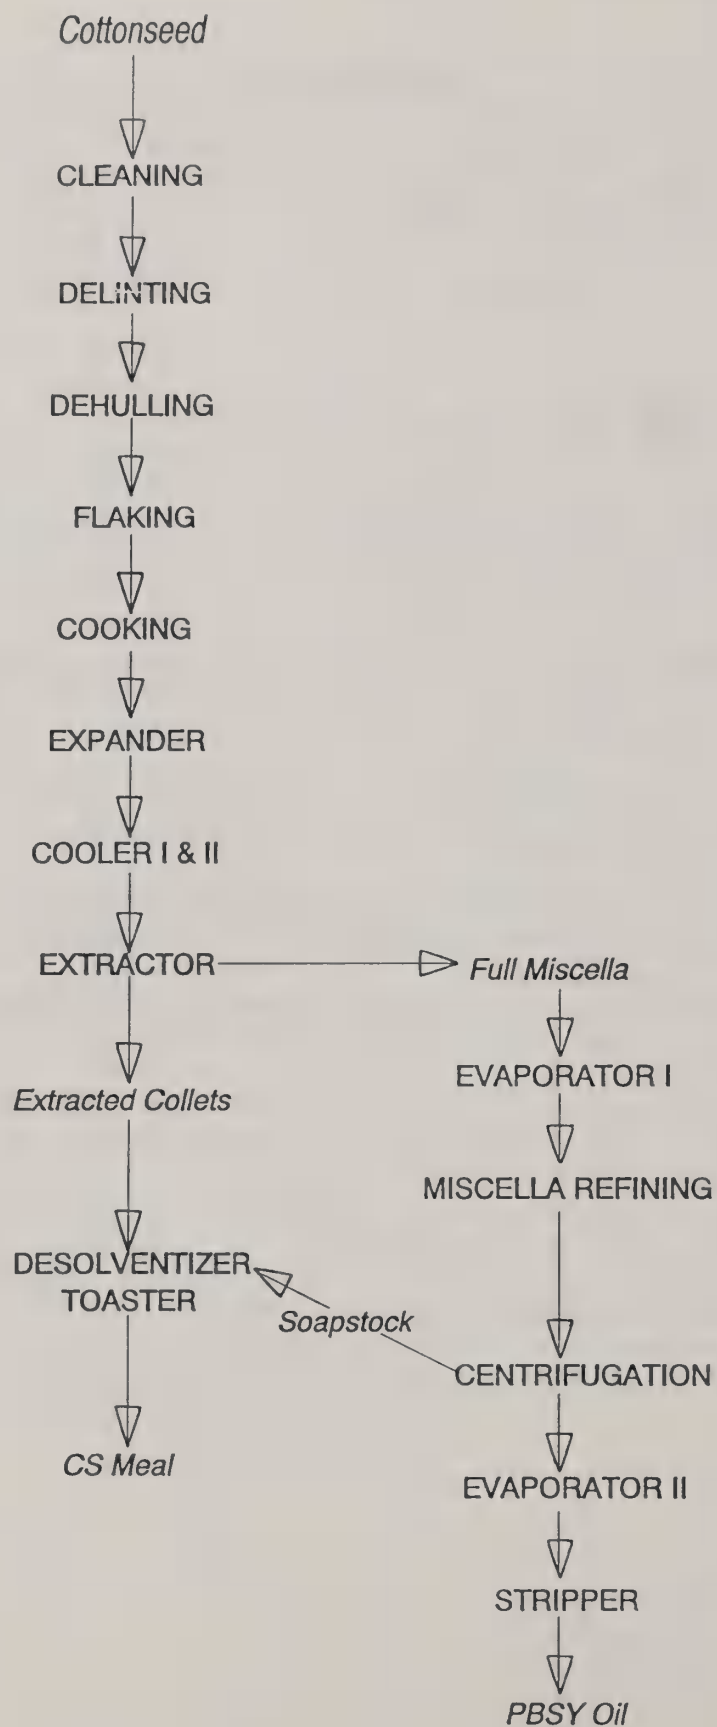 Cottonseed
CLEANING
DELINTING
DEHULLING
FLAKING
COOKING
EXPANDER
COOLER I & II
EXTRACTOR
Full Miscella
Extracted Collets
EVAPORATOR I
MISCELLA REFINING
DESOLVENTIZER
TOASTER
Soapstock
CENTRIFUGATION
CS Meal
EVAPORATOR II
STRIPPER
PBSY Oil